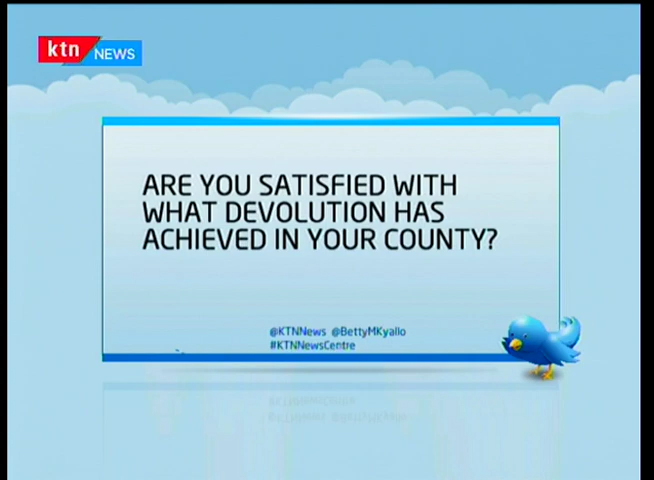 ktn NEWS
ARE YOU SATISFIED WITH
WHAT DEVOLUTION HAS
ACHIEVED IN YOUR COUNTY?
@KTNNews @BettyMKyallo
#KTNNewsCentre